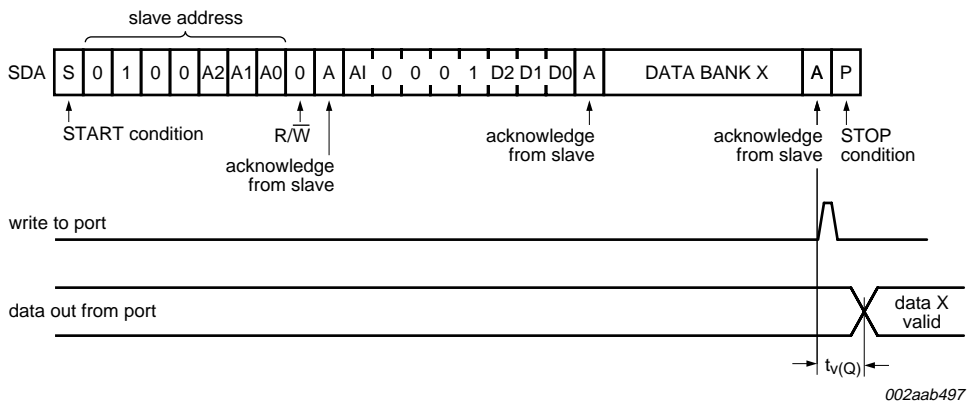 slave address
SDA S 0 1 0 0 A2 A1 A0 0 A AI 0 0 0 1 D2 D1 D0 A DATA BANK X A P
START condition
R/W̅
acknowledge
from slave
acknowledge
from slave
acknowledge
from slave
STOP
condition
write to port
data out from port
data X
valid
tv(Q)
002aab497